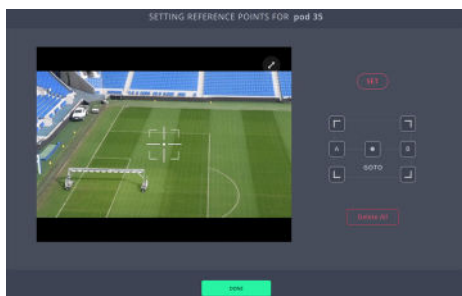 SETTING REFERENCE POINTS FOR pod 35
SET
A
B
GOTO
Delete All
DONE